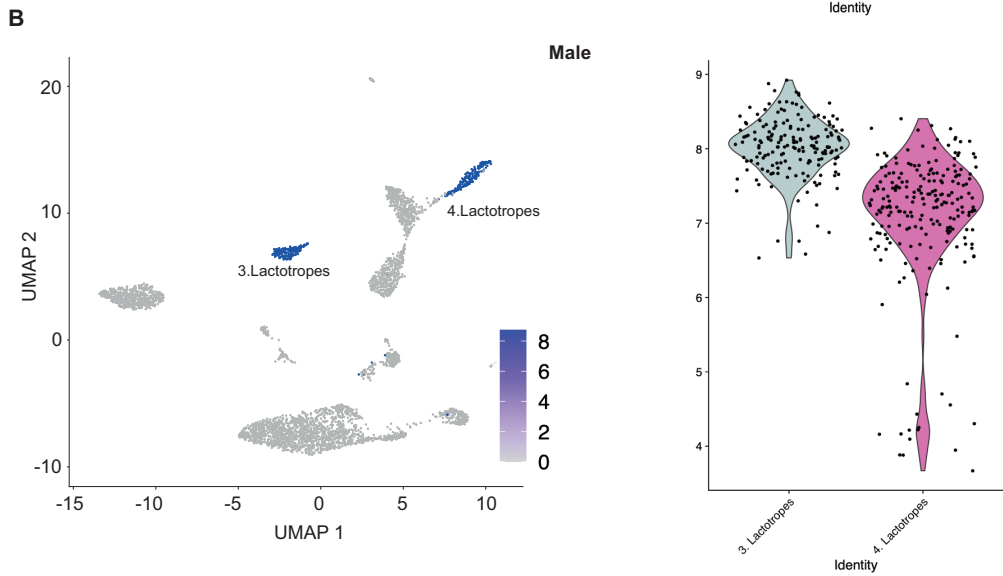 B
Identity
Male
UMAP 2
20
10
0
-10
4.Lactotropes
3.Lactotropes
8
6
4
2
0
-15
-10
-5
0
5
10
UMAP 1
9
8
7
6
5
4
3. Lactotropes
4. Lactotropes
Identity